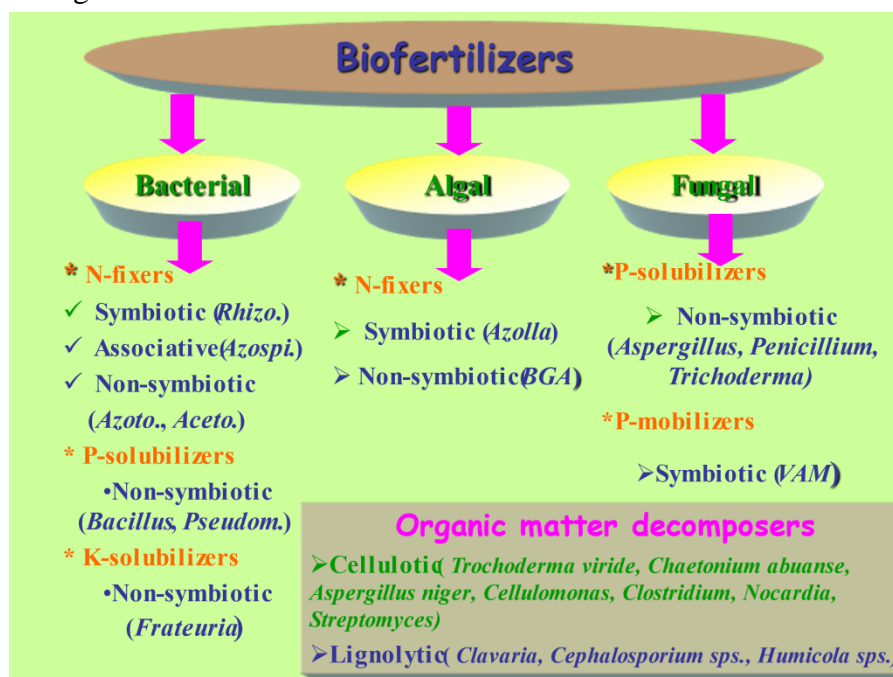 Biofertilizers
Bacterial
* N-fixers
✓ Symbiotic (Rhizo.)
✓ Associative(Azospi.)
✓ Non-symbiotic
(Azoto., Aceto.)
* P-solubilizers
•Non-symbiotic
(Bacillus, Pseudom.)
* K-solubilizers
•Non-symbiotic
(Frateuria)
Algal
* N-fixers
➢ Symbiotic (Azolla)
➢ Non-symbiotic(BGA)
Fungal
*P-solubilizers
➢ Non-symbiotic
(Aspergillus, Penicillium,
Trichoderma)
*P-mobilizers
➢Symbiotic (VAM)
Organic matter decomposers
➢Cellulotic( Trochoderma viride, Chaetonium abuanse,
Aspergillus niger, Cellulomonas, Clostridium, Nocardia,
Streptomyces)
➢Lignolytic( Clavaria, Cephalosporium sps., Humicola sps.)